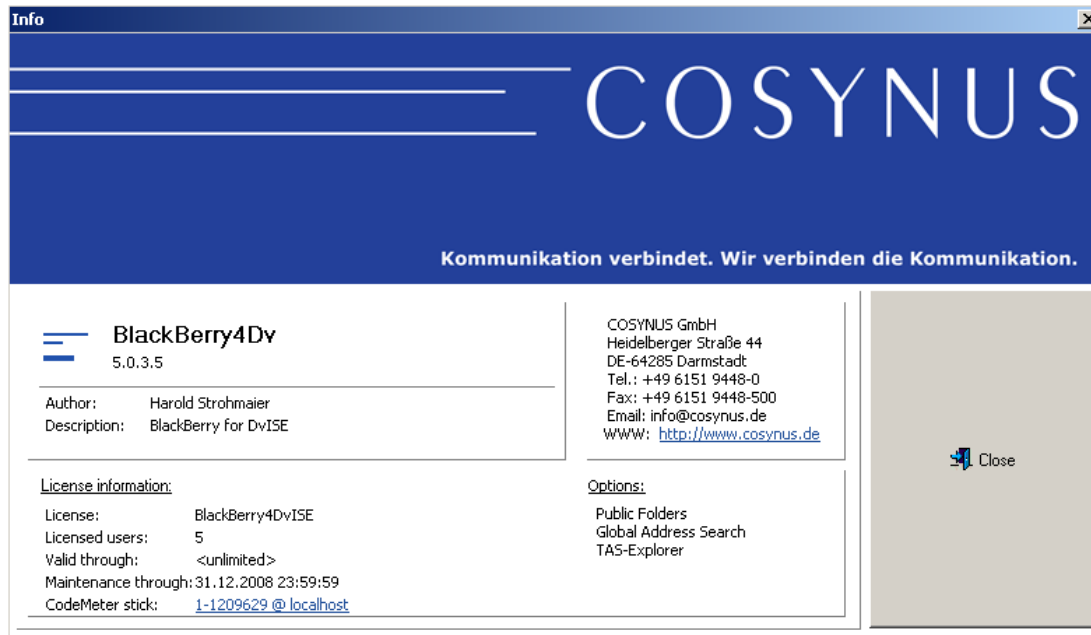 Info
COSYNUS
Kommunikation verbindet. Wir verbinden die Kommunikation.
BlackBerry4Dv
5.0.3.5
Author: Harold Strohmaier
Description: BlackBerry for DvISE
COSYNUS GmbH
Heidelberger Straße 44
DE-64285 Darmstadt
Tel.: +49 6151 9448-0
Fax: +49 6151 9448-500
Email: info@cosynus.de
WWW: http://www.cosynus.de
Close
License information:
License: BlackBerry4DvISE
Licensed users: 5
Valid through: <unlimited>
Maintenance through: 31.12.2008 23:59:59
CodeMeter stick: 1-1209629 @ localhost
Options:
Public Folders
Global Address Search
TAS-Explorer